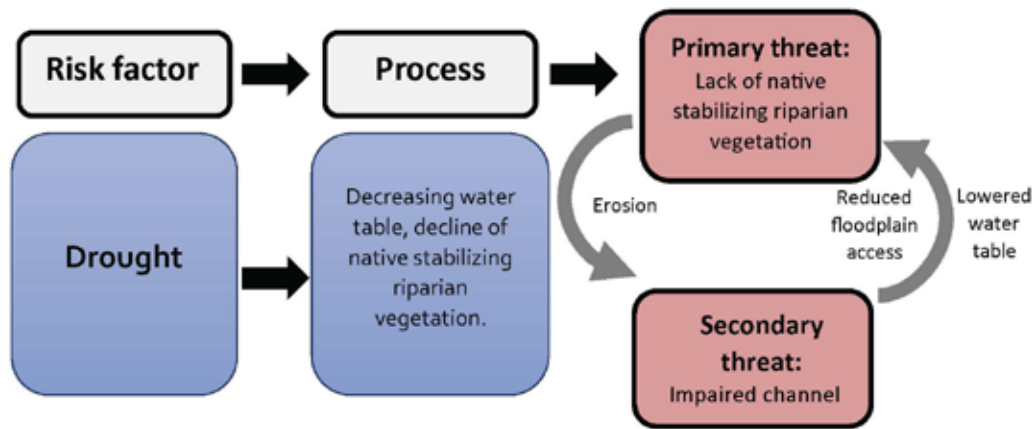 Risk factor
Process
Primary threat:
Lack of native
stabilizing riparian
vegetation
Drought
Decreasing water
table, decline of
native stabilizing
riparian
vegetation.
Erosion
Reduced
floodplain
access
Lowered
water
table
Secondary
threat:
Impaired channel